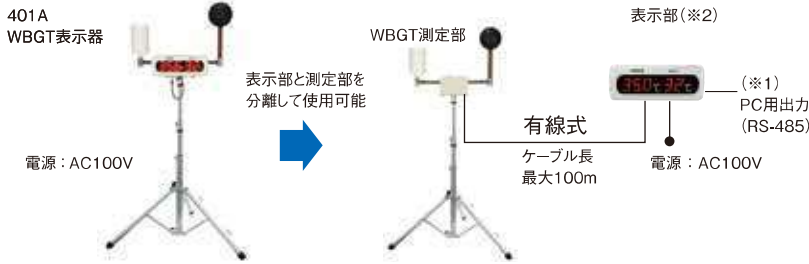 401A
WBGT表示器
電源：AC100V
表示部と測定部を
分離して使用可能
WBGT測定部
有線式
ケーブル長
最大100m
表示部(※2)
35.0℃ 32℃
(※1)
PC用出力
(RS-485)
電源：AC100V